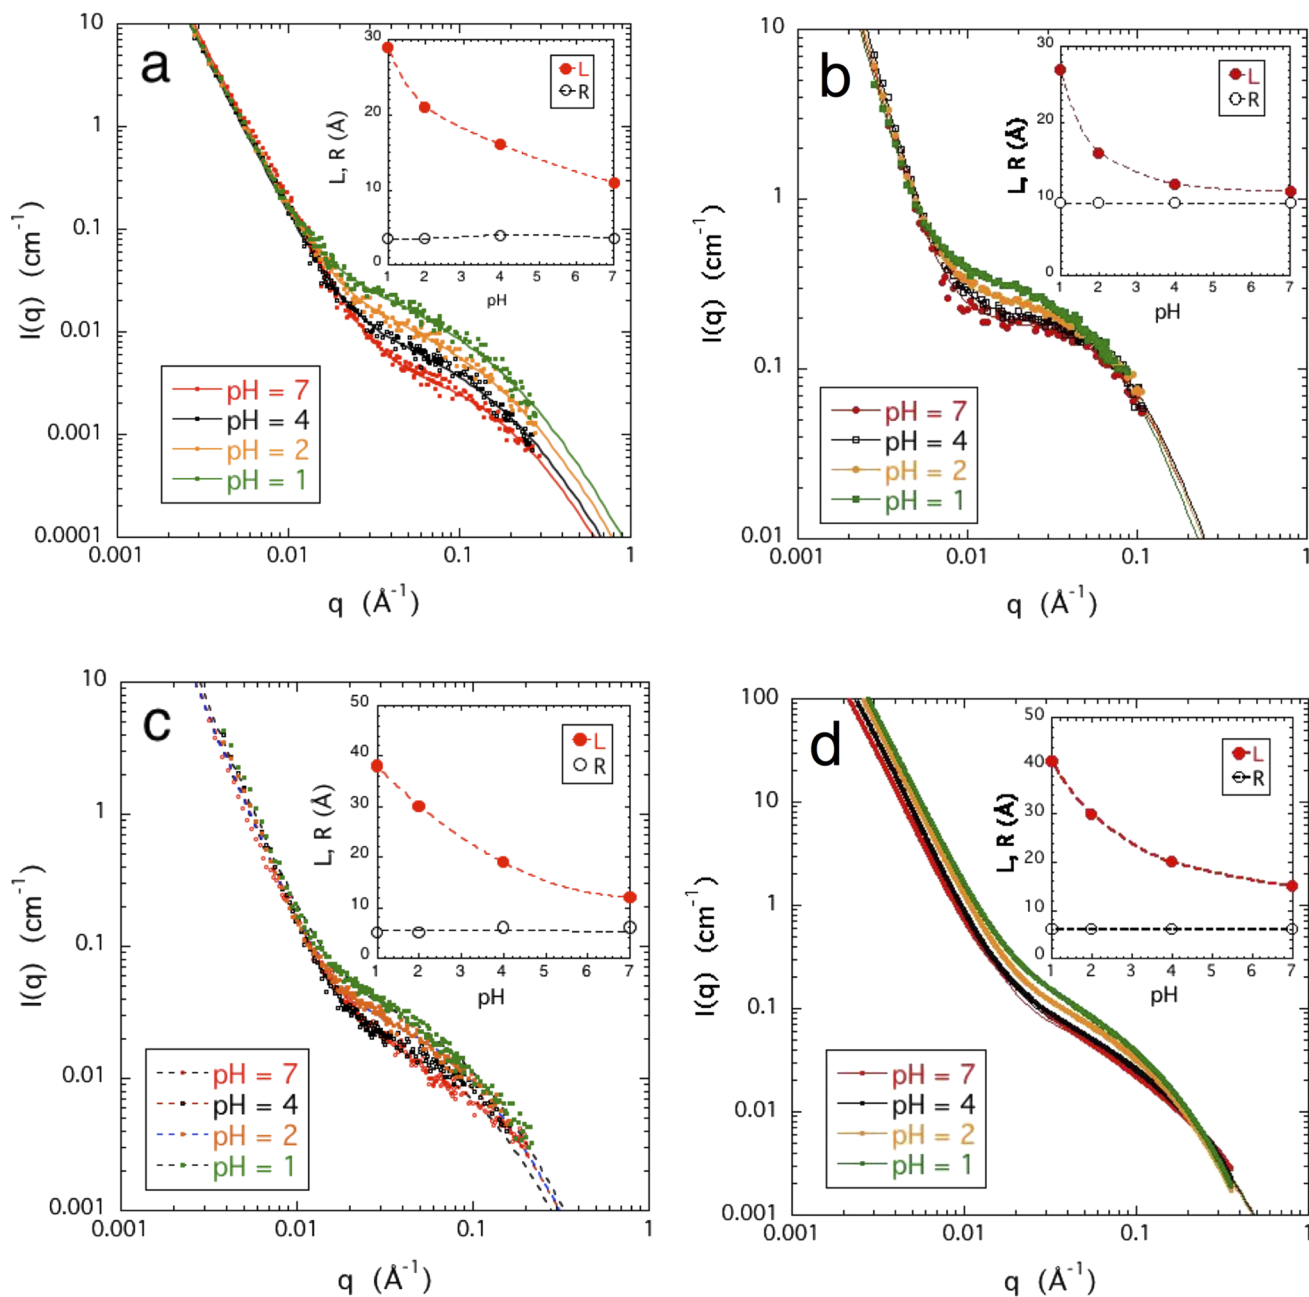 a
I(q) (cm⁻¹)
10
1
0.1
0.01
0.001
0.0001
0.001 0.01 0.1 1
q (Å⁻¹)
pH = 7
pH = 4
pH = 2
pH = 1
L, R (Å)
30
20
10
0
1 2 3 4 5 6 7
pH
L
R
b
I(q) (cm⁻¹)
10
1
0.1
0.01
0.001 0.01 0.1 1
q (Å⁻¹)
pH = 7
pH = 4
pH = 2
pH = 1
L, R (Å)
30
20
10
0
1 2 3 4 5 6 7
pH
L
R
c
I(q) (cm⁻¹)
10
1
0.1
0.01
0.001
0.001 0.01 0.1 1
q (Å⁻¹)
pH = 7
pH = 4
pH = 2
pH = 1
L, R (Å)
50
40
30
20
10
0
1 2 3 4 5 6 7
pH
L
R
d
I(q) (cm⁻¹)
100
10
1
0.1
0.01
0.001
0.001 0.01 0.1 1
q (Å⁻¹)
pH = 7
pH = 4
pH = 2
pH = 1
L, R (Å)
50
40
30
20
10
0
1 2 3 4 5 6 7
pH
L
R